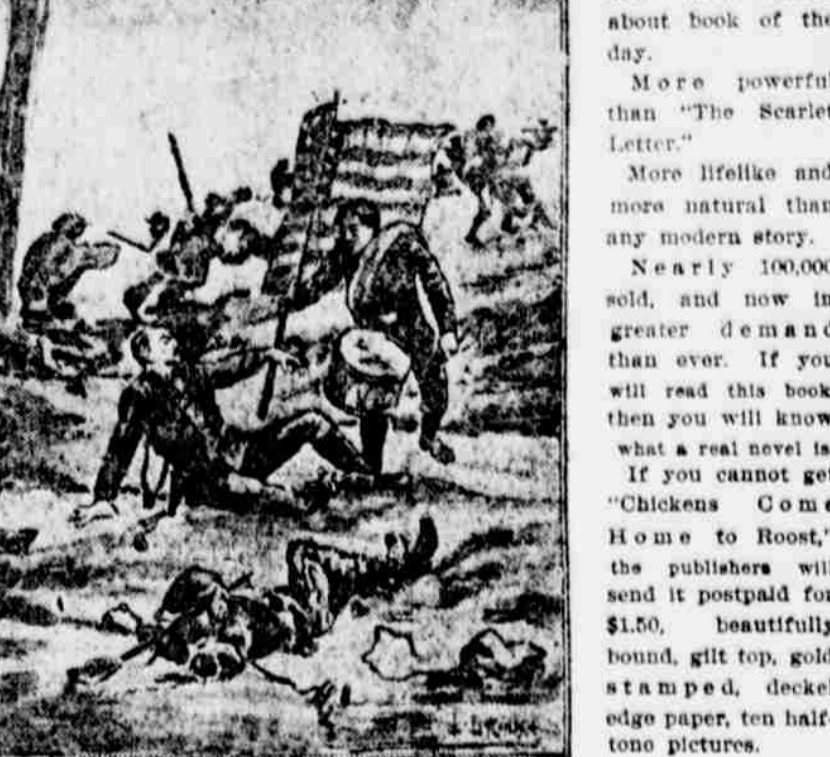 about book of the
day.
More powerful
than "The Scarlet
Letter."
More lifelike and
more natural than
any modern story.
Nearly 100,000
sold, and now in
greater demand
than ever. If you
will read this book
then you will know
what a real novel is
If you cannot get
"Chickens Come
Home to Roost,"
the publishers will
send it postpaid for
$1.50, beautifully
bound, gilt top, gold
stamped, deckel
edge paper, ten half-
tone pictures.